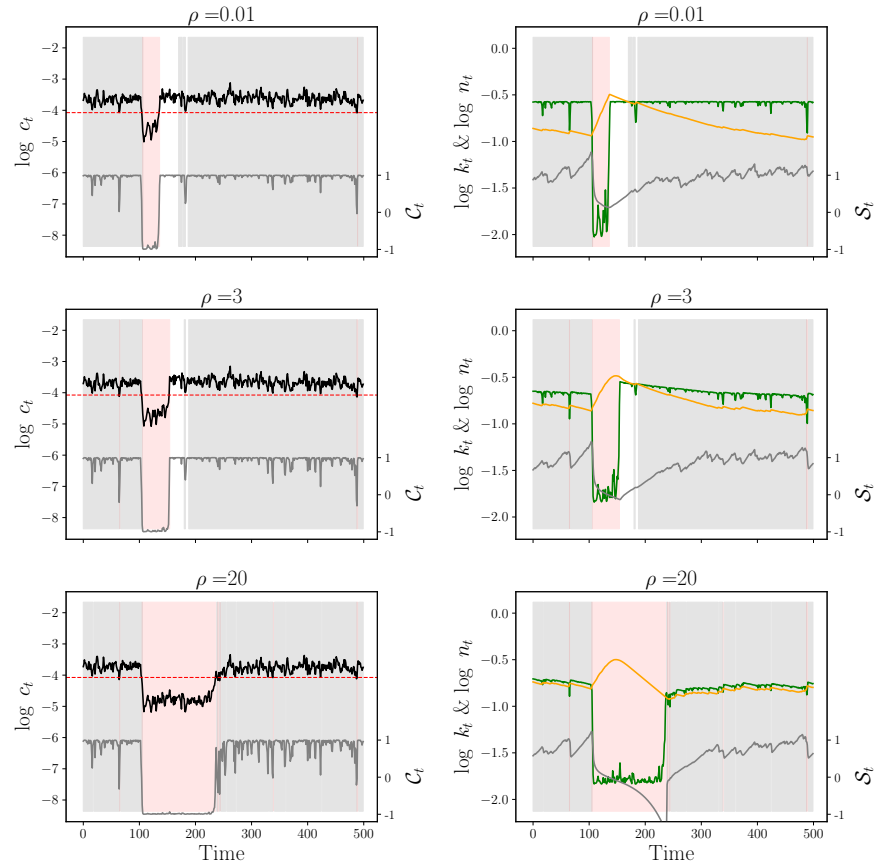 ρ =0.01
ρ =0.01
−2
−3
−4
−5
−6
−7
−8
log c_t
1
0
-1
𝒞_t
0.0
−0.5
−1.0
−1.5
−2.0
log k_t & log n_t
1
0
-1
𝒮_t
ρ =3
ρ =3
−2
−3
−4
−5
−6
−7
−8
log c_t
1
0
-1
𝒞_t
0.0
−0.5
−1.0
−1.5
−2.0
log k_t & log n_t
1
0
-1
𝒮_t
ρ =20
ρ =20
−2
−3
−4
−5
−6
−7
−8
log c_t
1
0
-1
𝒞_t
0 100 200 300 400 500
Time
0.0
−0.5
−1.0
−1.5
−2.0
log k_t & log n_t
1
0
-1
𝒮_t
0 100 200 300 400 500
Time